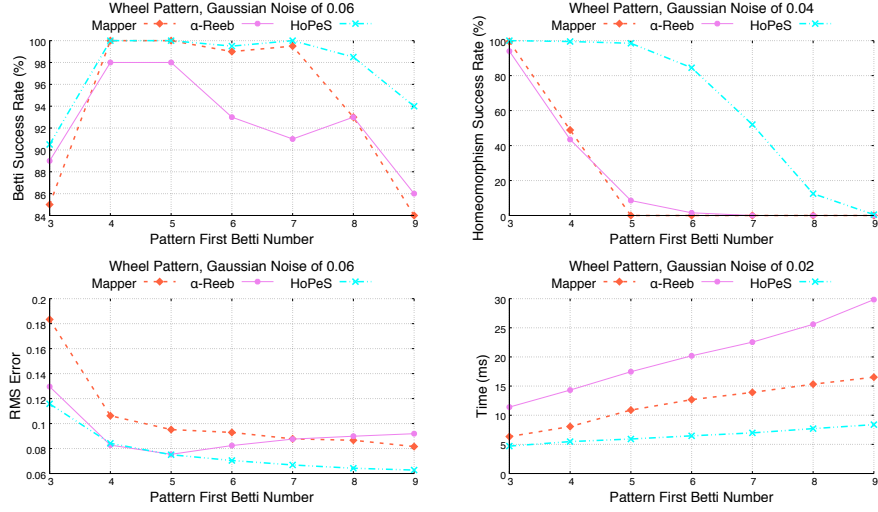 Wheel Pattern, Gaussian Noise of 0.06
Mapper α-Reeb HoPeS
Betti Success Rate (%)
100
98
96
94
92
90
88
86
84
3 4 5 6 7 8 9
Pattern First Betti Number
Wheel Pattern, Gaussian Noise of 0.04
Mapper α-Reeb HoPeS
Homeomorphism Success Rate (%)
100
80
60
40
20
0
3 4 5 6 7 8 9
Pattern First Betti Number
Wheel Pattern, Gaussian Noise of 0.06
Mapper α-Reeb HoPeS
RMS Error
0.2
0.18
0.16
0.14
0.12
0.1
0.08
0.06
3 4 5 6 7 8 9
Pattern First Betti Number
Wheel Pattern, Gaussian Noise of 0.02
Mapper α-Reeb HoPeS
Time (ms)
30
25
20
15
10
5
0
3 4 5 6 7 8 9
Pattern First Betti Number